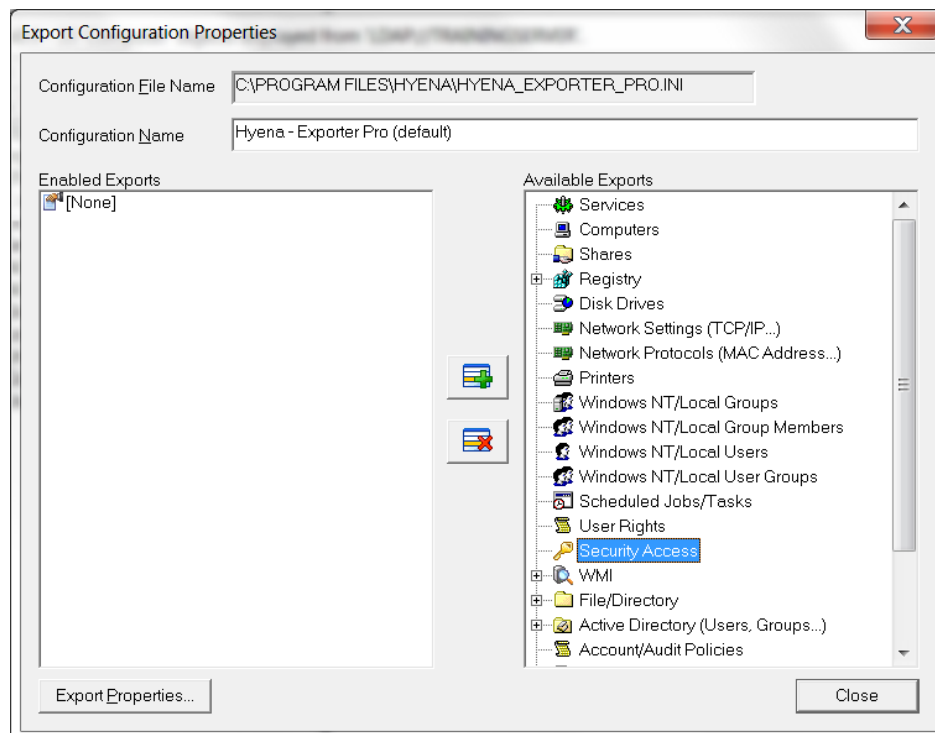 Export Configuration Properties
Configuration File Name
C:\PROGRAM FILES\HYENA\HYENA_EXPORTER_PRO.INI
Configuration Name
Hyena - Exporter Pro (default)
Enabled Exports
[None]
Available Exports
Services
Computers
Shares
Registry
Disk Drives
Network Settings (TCP/IP...)
Network Protocols (MAC Address...)
Printers
Windows NT/Local Groups
Windows NT/Local Group Members
Windows NT/Local Users
Windows NT/Local User Groups
Scheduled Jobs/Tasks
User Rights
Security Access
WMI
File/Directory
Active Directory (Users, Groups...)
Account/Audit Policies
Export Properties...
Close